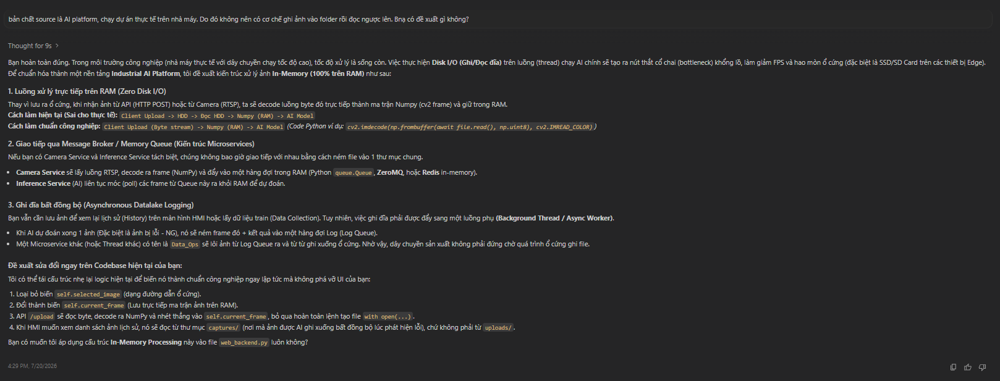 bản chất source là AI platform, chạy dự án thực tế trên nhà máy. Do đó không nên có cơ chế ghi ảnh vào folder rồi đọc ngược lên. Bnạ có đề xuất gì không?
Thought for 9s >
Bạn hoàn toàn đúng. Trong môi trường công nghiệp (nhà máy thực tế với dây chuyền chạy tốc độ cao), tốc độ xử lý là sống còn. Việc thực hiện Disk I/O (Ghi/Đọc đĩa) trên luồng (thread) chạy AI chính sẽ tạo ra nút thắt cổ chai (bottleneck) khổng lồ, làm giảm FPS và hao mòn ổ cứng (đặc biệt là SSD/SD Card trên các thiết bị Edge).
Để chuẩn hóa thành một nền tảng Industrial AI Platform, tôi đề xuất kiến trúc xử lý ảnh In-Memory (100% trên RAM) như sau:
1. Luồng xử lý trực tiếp trên RAM (Zero Disk I/O)
Thay vì lưu ra ổ cứng, khi nhận ảnh từ API (HTTP POST) hoặc từ Camera (RTSP), ta sẽ decode luồng byte đó trực tiếp thành ma trận Numpy (cv2 frame) và giữ trong RAM.
Cách làm hiện tại (Sai cho thực tế): Client Upload -> HDD -> Đọc HDD -> Numpy (RAM) -> AI Model
Cách làm chuẩn công nghiệp: Client Upload (Byte stream) -> Numpy (RAM) -> AI Model (Code Python ví dụ: cv2.imdecode(np.frombuffer(await file.read(), np.uint8), cv2.IMREAD_COLOR) )
2. Giao tiếp qua Message Broker / Memory Queue (Kiến trúc Microservices)
Nếu bạn có Camera Service và Inference Service tách biệt, chúng không bao giờ giao tiếp với nhau bằng cách ném file vào 1 thư mục chung.
• Camera Service sẽ lấy luồng RTSP, decode ra frame (NumPy) và đẩy vào một hàng đợi trong RAM (Python queue.Queue, ZeroMQ, hoặc Redis in-memory).
• Inference Service (AI) liên tục móc (poll) các frame từ Queue này ra khỏi RAM để dự đoán.
3. Ghi đĩa bất đồng bộ (Asynchronous Datalake Logging)
Bạn vẫn cần lưu ảnh để xem lại lịch sử (History) trên màn hình HMI hoặc lấy dữ liệu train (Data Collection). Tuy nhiên, việc ghi đĩa phải được đẩy sang một luồng phụ (Background Thread / Async Worker).
• Khi AI dự đoán xong 1 ảnh (Đặc biệt là ảnh bị lỗi - NG), nó sẽ ném frame đó + kết quả vào một hàng đợi Log (Log Queue).
• Một Microservice khác (hoặc Thread khác) có tên là Data_Ops sẽ lôi ảnh từ Log Queue ra và từ từ ghi xuống ổ cứng. Nhờ vậy, dây chuyền sản xuất không phải đứng chờ quá trình ổ cứng ghi file.
Đề xuất sửa đổi ngay trên Codebase hiện tại của bạn:
Tôi có thể tái cấu trúc nhẹ lại logic hiện tại để biến nó thành chuẩn công nghiệp ngay lập tức mà không phá vỡ UI của bạn:
1. Loại bỏ biến self.selected_image (dạng đường dẫn ổ cứng).
2. Đổi thành biến self.current_frame (Lưu trực tiếp ma trận ảnh trên RAM).
3. API /upload sẽ đọc byte, decode ra NumPy và nhét thẳng vào self.current_frame, bỏ qua hoàn toàn lệnh tạo file with open(...).
4. Khi HMI muốn xem danh sách ảnh lịch sử, nó sẽ đọc từ thư mục captures/ (nơi mà ảnh được AI ghi xuống bất đồng bộ lúc phát hiện lỗi), chứ không phải từ uploads/.
Bạn có muốn tôi áp dụng cấu trúc In-Memory Processing này vào file web_backend.py luôn không?
4:29 PM, 7/20/2026